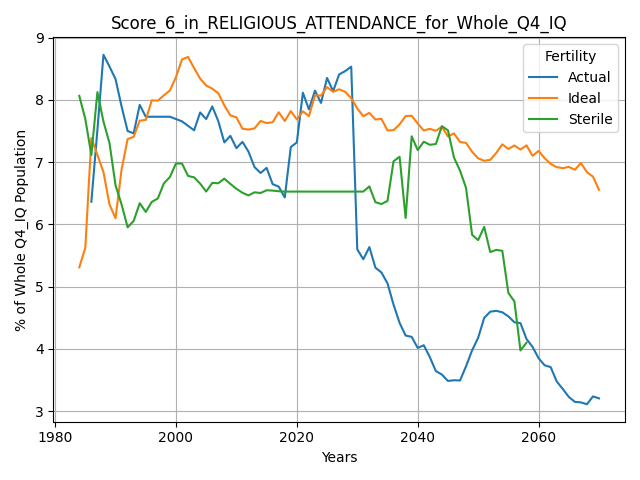 Score_6_in_RELIGIOUS_ATTENDANCE_for_Whole_Q4_IQ
Fertility
Actual
Ideal
Sterile
% of Whole Q4_IQ Population
9
8
7
6
5
4
3
1980 2000 2020 2040 2060
Years